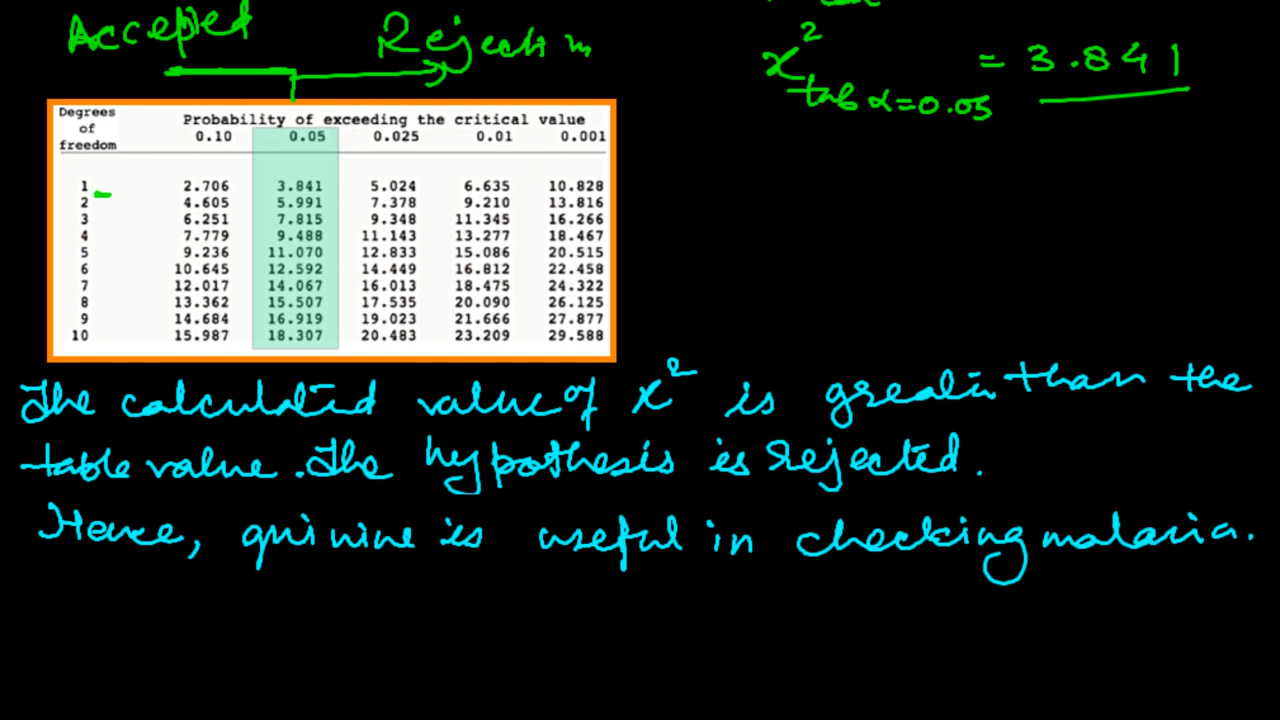 Accepted Rejection
x² tab α=0.05 = 3.841
Degrees of freedom Probability of exceeding the critical value
0.10 0.05 0.025 0.01 0.001
1 2.706 3.841 5.024 6.635 10.828
2 4.605 5.991 7.378 9.210 13.816
3 6.251 7.815 9.348 11.345 16.266
4 7.779 9.488 11.143 13.277 18.467
5 9.236 11.070 12.833 15.086 20.515
6 10.645 12.592 14.449 16.812 22.458
7 12.017 14.067 16.013 18.475 24.322
8 13.362 15.507 17.535 20.090 26.125
9 14.684 16.919 19.023 21.666 27.877
10 15.987 18.307 20.483 23.209 29.588
The calculated value of x² is greater than the
table value. The hypothesis is rejected.
Hence, quinine is useful in checking malaria.